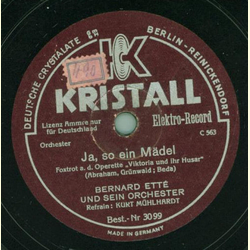 DEUTSCHE CRYSTALATE GMBH BERLIN-REINICKENDORF
K
KRISTALL
Lizenz Ammre nur
für Deutschland
Elektro-Record
C 563
Orchester
Ja, so ein Mädel
Foxtrot a. d. Operette "Viktoria und ihr Husar"
(Abraham, Grünwald; Beda)
BERNARD ETTÉ
UND SEIN ORCHESTER
Refrain: KURT MÜHLHARDT
Best.-Nr. 3099
MADE IN GERMANY